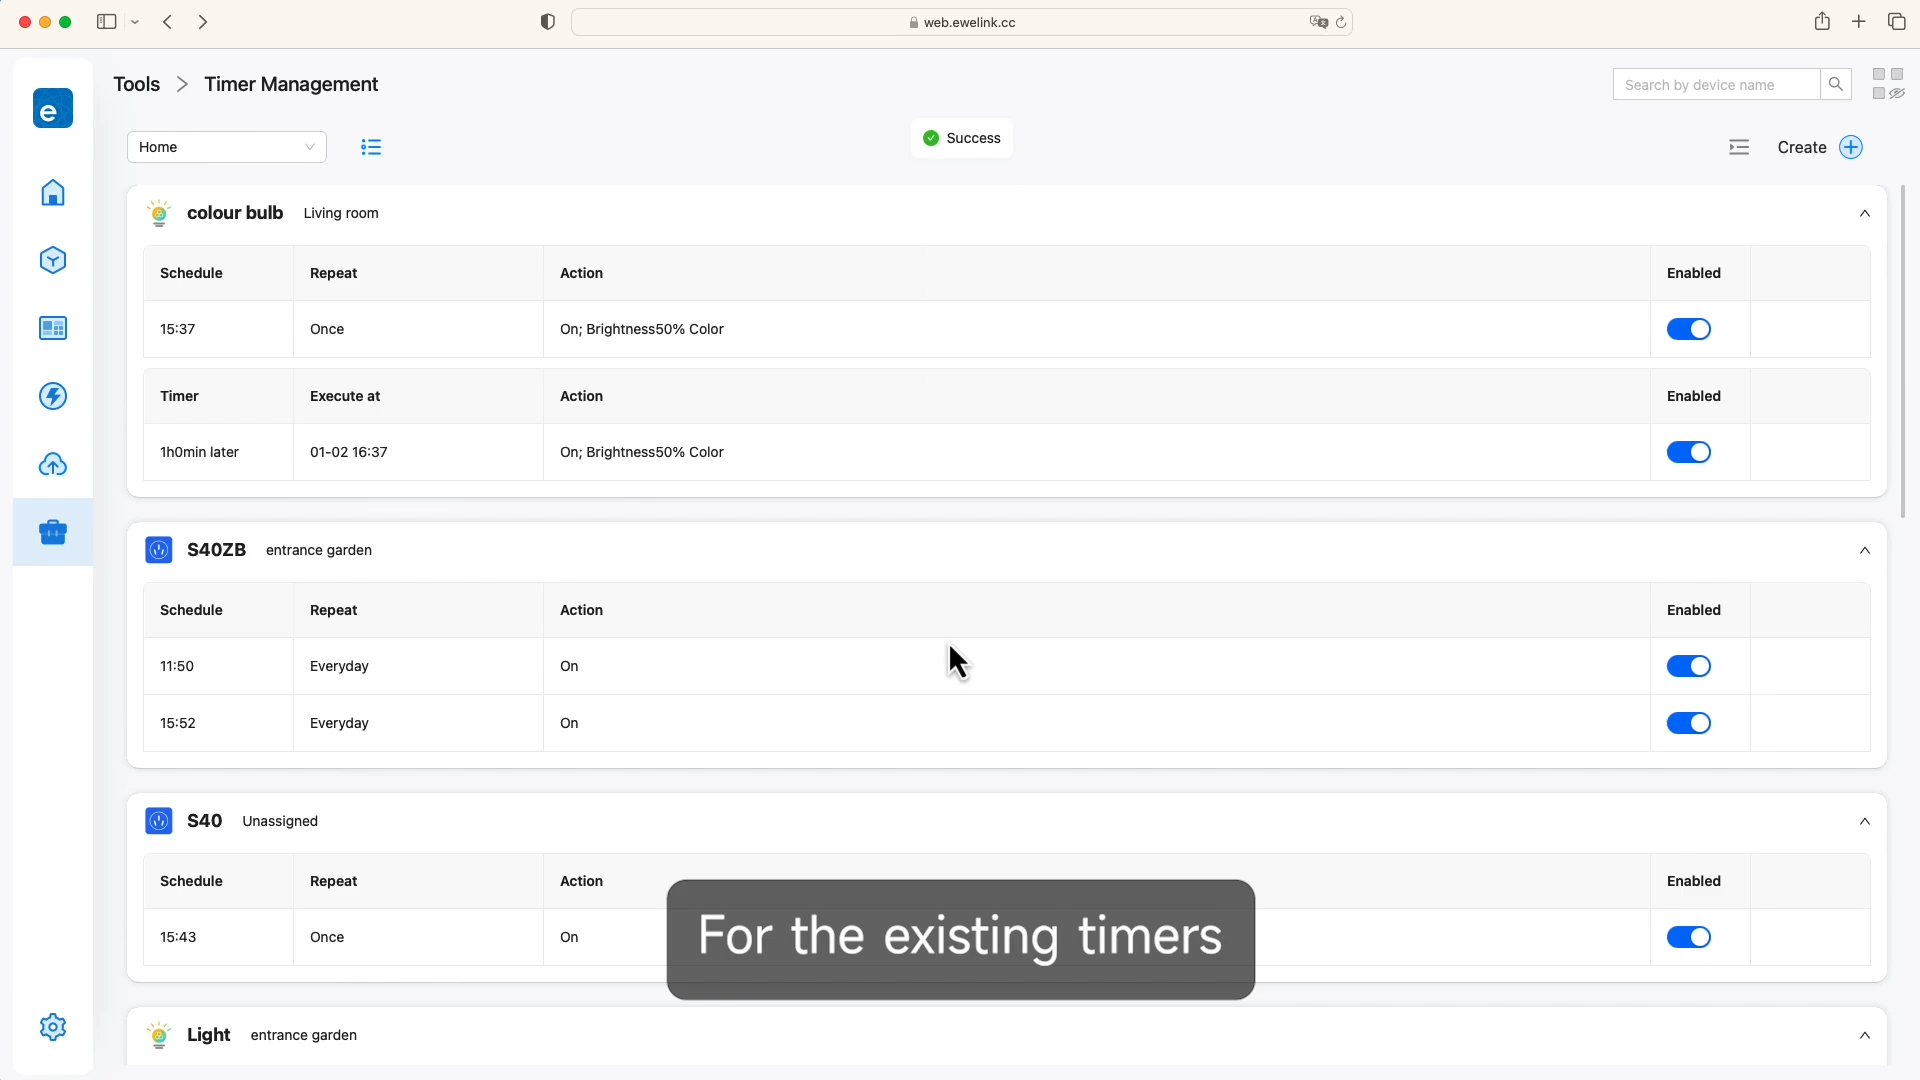 web.ewelink.cc
Tools > Timer Management
Search by device name
Home
Success
Create
colour bulb Living room
Schedule Repeat Action Enabled
15:37 Once On; Brightness50% Color
Timer Execute at Action Enabled
1h0min later 01-02 16:37 On; Brightness50% Color
S40ZB entrance garden
Schedule Repeat Action Enabled
11:50 Everyday On
15:52 Everyday On
S40 Unassigned
Schedule Repeat Action Enabled
15:43 Once On
For the existing timers
Light entrance garden